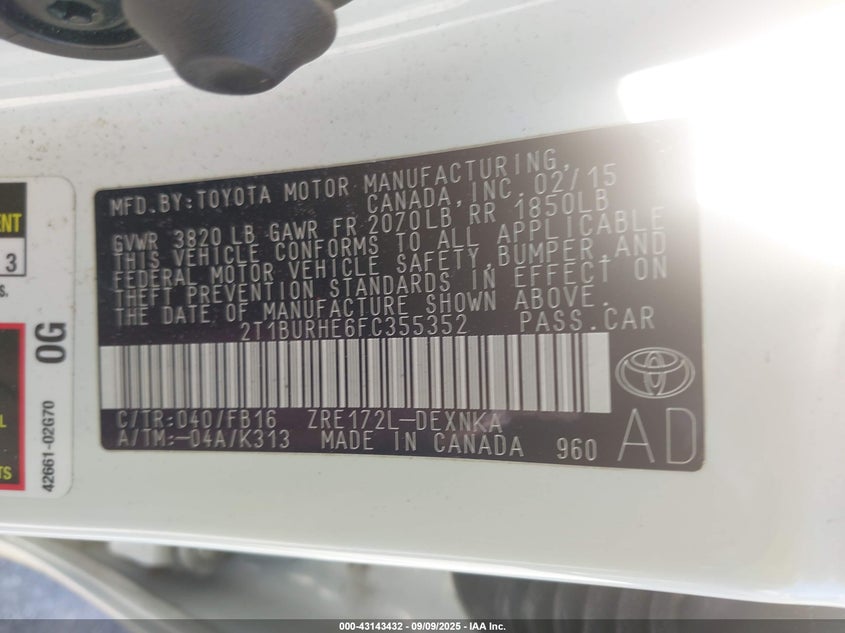 ENT
3
s.
L
TS
0G
42661-02G70
MFD.BY:TOYOTA MOTOR MANUFACTURING,
CANADA,INC. 02/15
GVWR 3820 LB GAWR FR 2070LB RR 1850LB
THIS VEHICLE CONFORMS TO ALL APPLICABLE
FEDERAL MOTOR VEHICLE SAFETY,BUMPER,AND
THEFT PREVENTION STANDARDS IN EFFECT ON
THE DATE OF MANUFACTURE SHOWN ABOVE.
2T1BURHE6FC355352 PASS.CAR
C/TR:040/FB16 ZRE172L-DEXNKA
A/TM:-04A/K313 MADE IN CANADA 960
AD
000-43143432 - 09/09/2025 - IAA Inc.